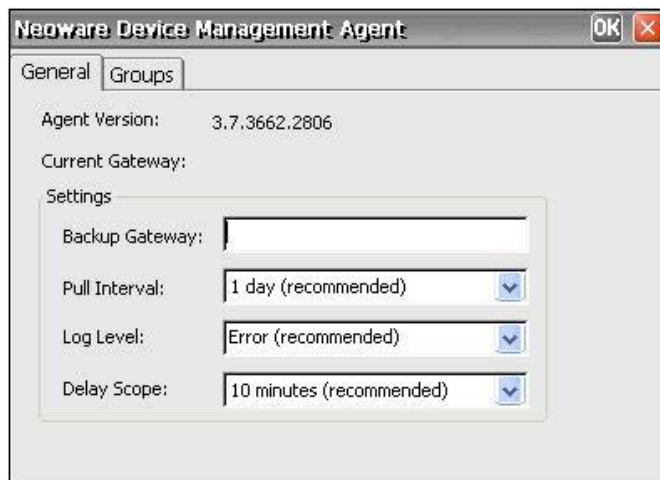 Neoware Device Management Agent OK
General Groups
Agent Version: 3.7.3662.2806
Current Gateway:
Settings
Backup Gateway:
Pull Interval: 1 day (recommended)
Log Level: Error (recommended)
Delay Scope: 10 minutes (recommended)